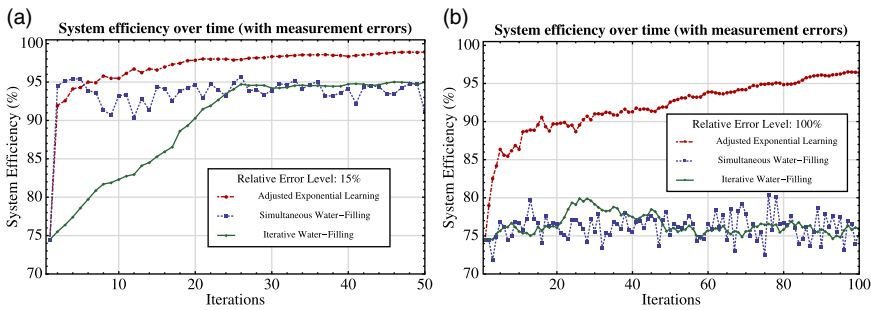 (a)
System efficiency over time (with measurement errors)
100
95
90
85
80
75
70
System Efficiency (%)
Relative Error Level: 15%
Adjusted Exponential Learning
Simultaneous Water-Filling
Iterative Water-Filling
10
20
30
40
50
Iterations
(b)
System efficiency over time (with measurement errors)
100
95
90
85
80
75
70
System Efficiency (%)
Relative Error Level: 100%
Adjusted Exponential Learning
Simultaneous Water-Filling
Iterative Water-Filling
20
40
60
80
100
Iterations